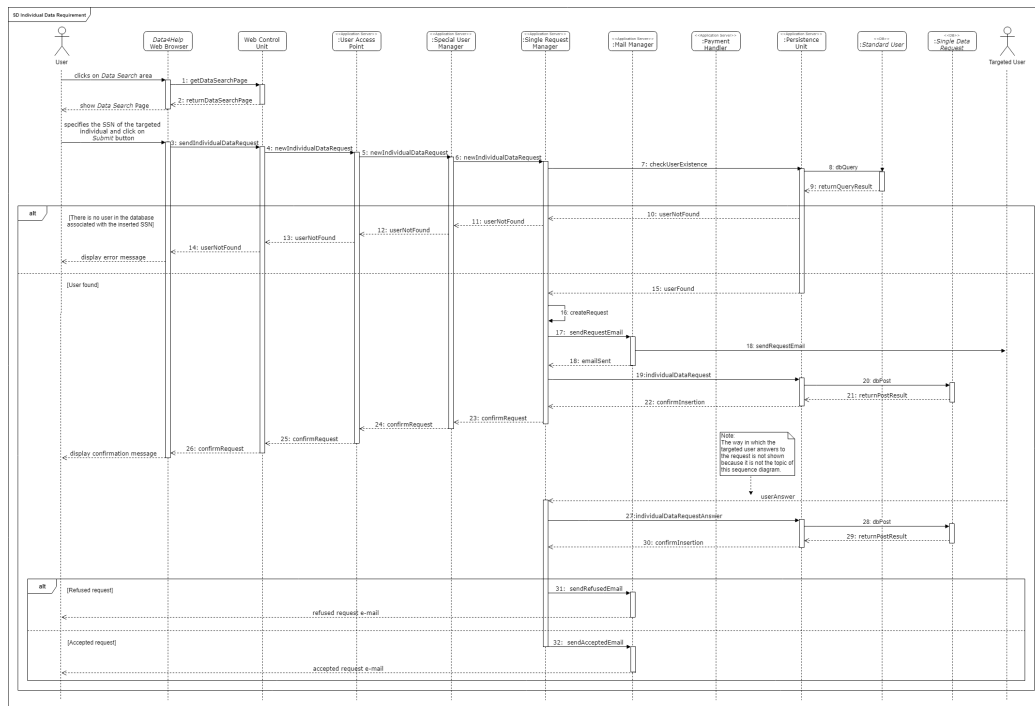 SD Individual Data Requirement
User
Data4Help
Web Browser
Web Control
Unit
<<Application Server>>
:User Access
Point
<<Application Server>>
:Special User
Manager
<<Application Server>>
:Single Request
Manager
<<Application Server>>
:Mail Manager
<<Application Server>>
:Payment
Handler
<<Application Server>>
:Persistence
Unit
<<DB>>
:Standard User
<<DB>>
:Single Data
Request
Targeted User
clicks on Data Search area
1: getDataSearchPage
2: returnDataSearchPage
show Data Search Page
specifies the SSN of the targeted
individual and click on
Submit button
3: sendIndividualDataRequest
4: newIndividualDataRequest
5: newIndividualDataRequest
6: newIndividualDataRequest
7: checkUserExistence
8: dbQuery
9: returnQueryResult
alt
[There is no user in the database
associated with the inserted SSN]
10: userNotFound
11: userNotFound
12: userNotFound
13: userNotFound
14: userNotFound
display error message
[User found]
15: userFound
16: createRequest
17: sendRequestEmail
18: sendRequestEmail
18: emailSent
19:individualDataRequest
20: dbPost
21: returnPostResult
22: confirmInsertion
23: confirmRequest
24: confirmRequest
25: confirmRequest
26: confirmRequest
display confirmation message
Note:
The way in which the
targeted user answers to
the request is not shown
because it is not the topic of
this sequence diagram.
userAnswer
27:individualDataRequestAnswer
28: dbPost
29: returnPostResult
30: confirmInsertion
alt
[Refused request]
31: sendRefusedEmail
refused request e-mail
[Accepted request]
32: sendAcceptedEmail
accepted request e-mail